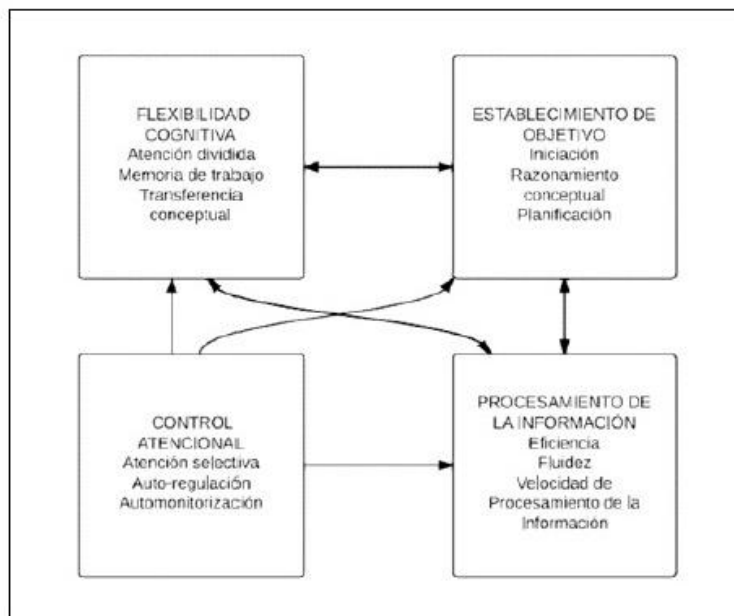 FLEXIBILIDAD
COGNITIVA
Atención dividida
Memoria de trabajo
Transferencia
conceptual
ESTABLECIMIENTO DE
OBJETIVO
Iniciación
Razonamiento
conceptual
Planificación
CONTROL
ATENCIONAL
Atención selectiva
Auto-regulación
Automonitorización
PROCESAMIENTO DE
LA INFORMACIÓN
Eficiencia
Fluidez
Velocidad de
Procesamiento de la
Información